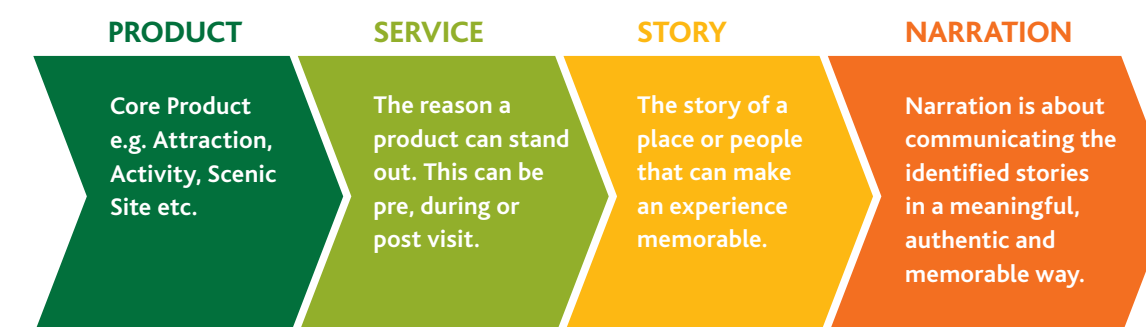 PRODUCT
Core Product
e.g. Attraction,
Activity, Scenic
Site etc.
SERVICE
The reason a
product can stand
out. This can be
pre, during or
post visit.
STORY
The story of a
place or people
that can make
an experience
memorable.
NARRATION
Narration is about
communicating the
identified stories
in a meaningful,
authentic and
memorable way.